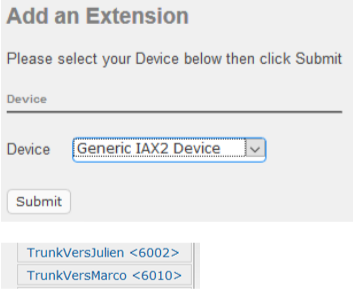 Add an Extension
Please select your Device below then click Submit
Device
Device Generic IAX2 Device
Submit
TrunkVersJulien <6002>
TrunkVersMarco <6010>